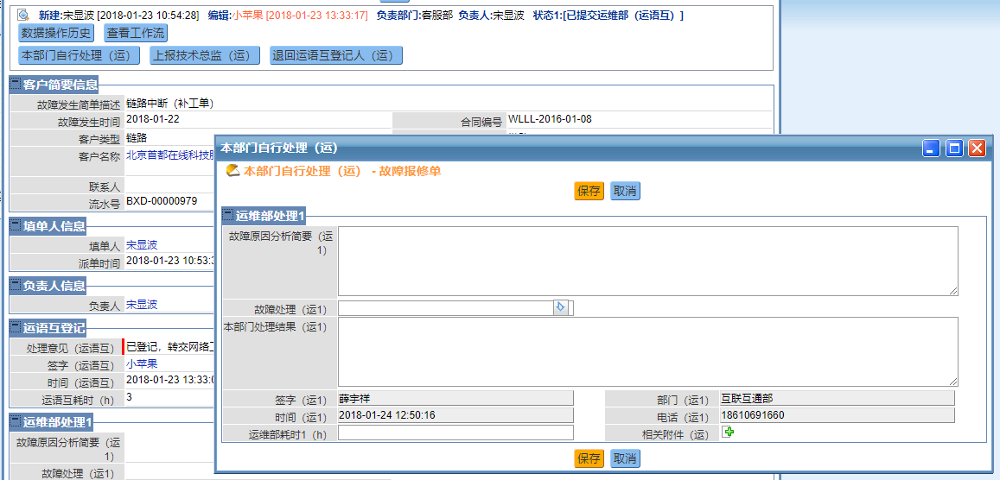 新建:宋显波 [2018-01-23 10:54:28] 编辑:小苹果 [2018-01-23 13:33:17] 负责部门:客服部 负责人:宋显波 状态1:[已提交运维部（运语互）]
数据操作历史 查看工作流
本部门自行处理（运） 上报技术总监（运） 退回运语互登记人（运）
客户简要信息
故障发生简单描述 链路中断（补工单）
故障发生时间 2018-01-22 合同编号 WLLL-2016-01-08
客户类型 链路
客户名称 北京首都在线科技
联系人
流水号 BXD-00000979
填单人信息
填单人 宋显波
派单时间 2018-01-23 10:53:
负责人信息
负责人 宋显波
运语互登记
处理意见（运语互） 已登记，转交网络
签字（运语互） 小苹果
时间（运语互） 2018-01-23 13:33:
运语互耗时（h） 3
运维部处理1
故障原因分析简要（运
1）
故障处理（运1）
本部门自行处理（运）
本部门自行处理（运） - 故障报修单
保存 取消
运维部处理1
故障原因分析简要（运
1）
故障处理（运1）
本部门处理结果（运1）
签字（运1） 薛宇祥 部门（运1） 互联互通部
时间（运1） 2018-01-24 12:50:16 电话（运1） 18610691660
运维部耗时1（h） 相关附件（运）
保存 取消